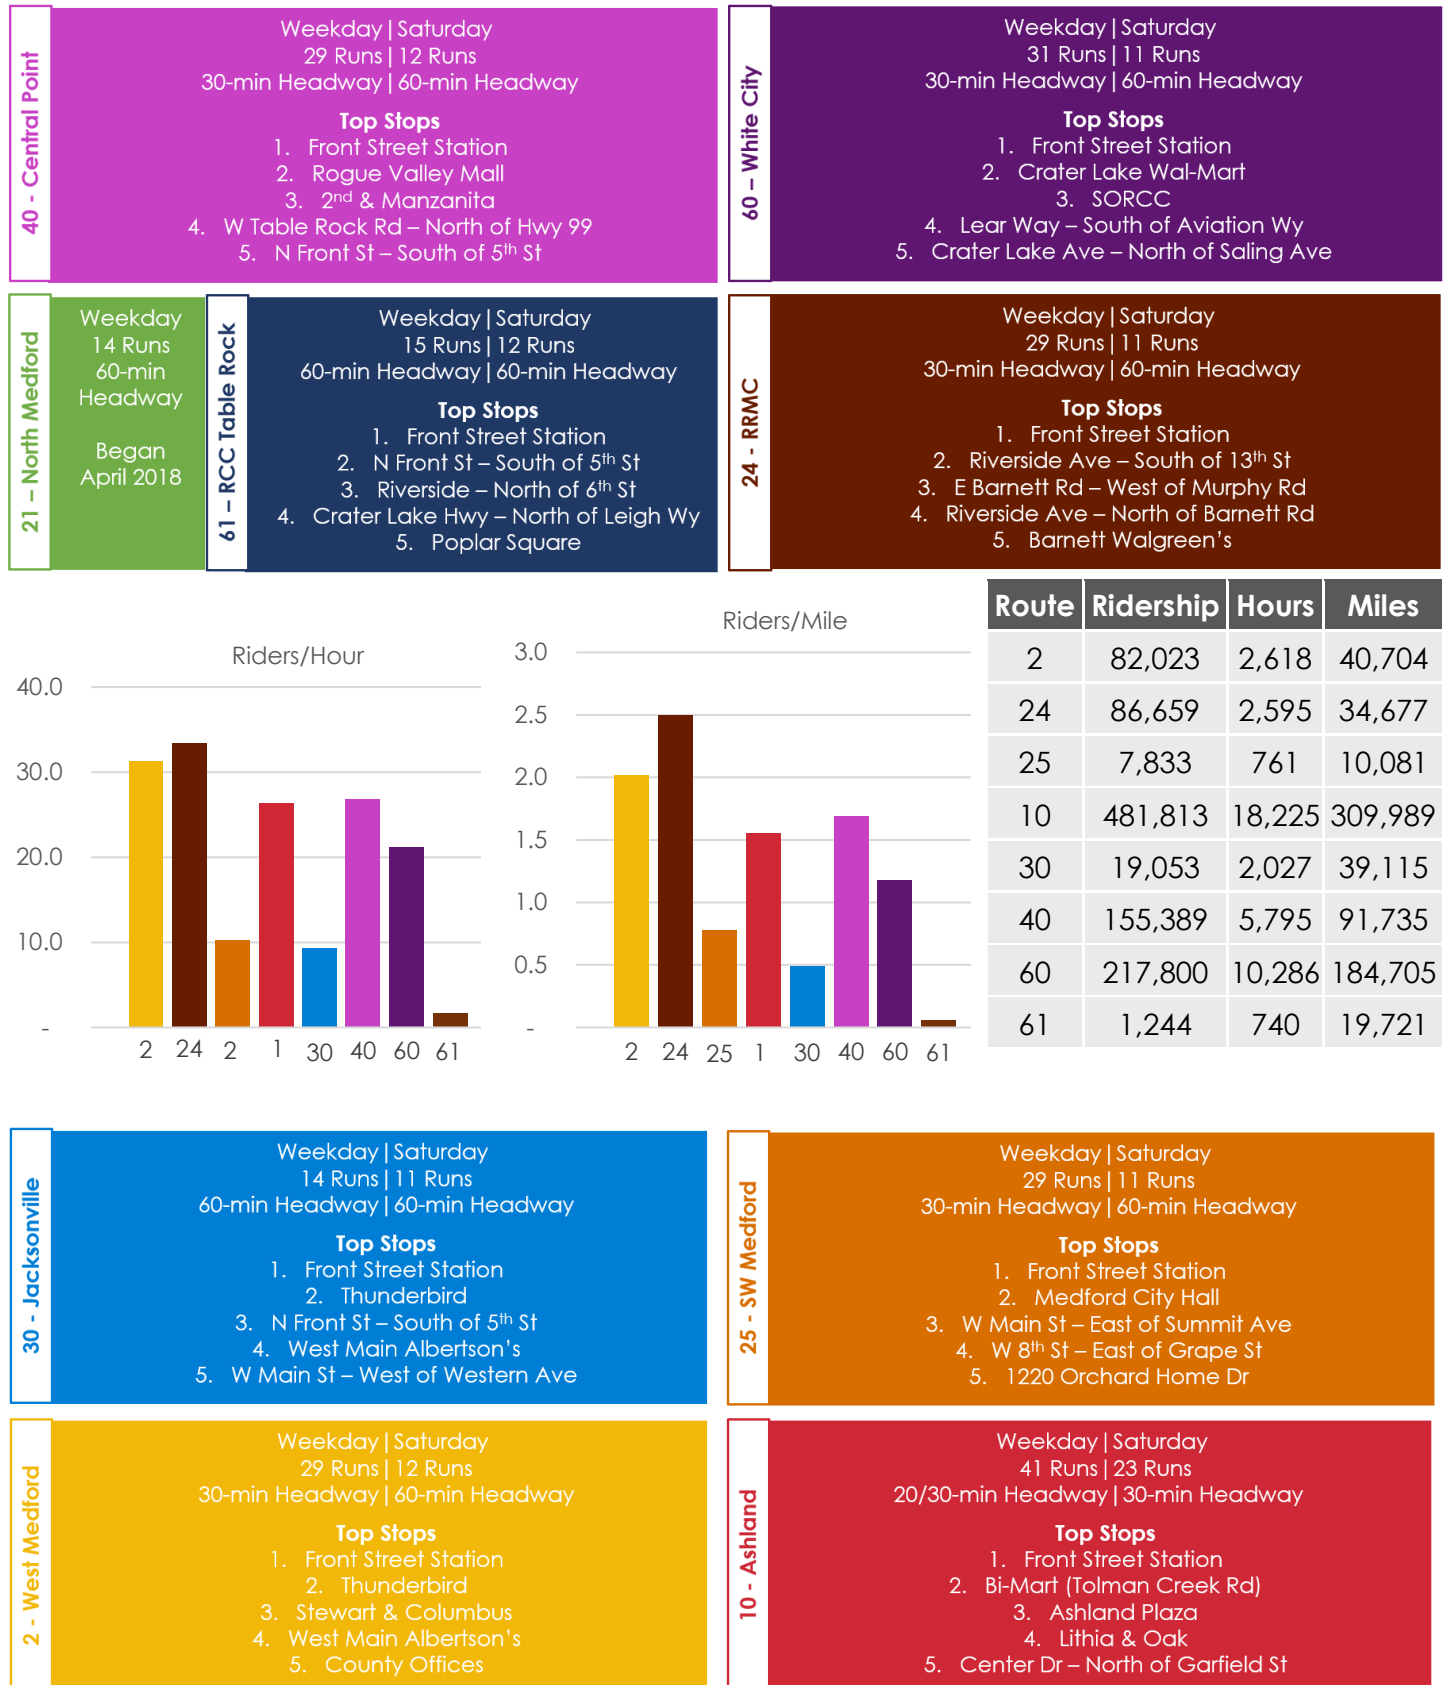 40 - Central Point
Weekday|Saturday
29 Runs|12 Runs
30-min Headway|60-min Headway
Top Stops
1. Front Street Station
2. Rogue Valley Mall
3. 2nd & Manzanita
4. W Table Rock Rd – North of Hwy 99
5. N Front St – South of 5th St
60 – White City
Weekday|Saturday
31 Runs|11 Runs
30-min Headway|60-min Headway
Top Stops
1. Front Street Station
2. Crater Lake Wal-Mart
3. SORCC
4. Lear Way – South of Aviation Wy
5. Crater Lake Ave – North of Saling Ave
21 – North Medford
Weekday
14 Runs
60-min
Headway
Began
April 2018
61 – RCC Table Rock
Weekday|Saturday
15 Runs|12 Runs
60-min Headway|60-min Headway
Top Stops
1. Front Street Station
2. N Front St – South of 5th St
3. Riverside – North of 6th St
4. Crater Lake Hwy – North of Leigh Wy
5. Poplar Square
24 - RRMC
Weekday|Saturday
29 Runs|11 Runs
30-min Headway|60-min Headway
Top Stops
1. Front Street Station
2. Riverside Ave – South of 13th St
3. E Barnett Rd – West of Murphy Rd
4. Riverside Ave – North of Barnett Rd
5. Barnett Walgreen's
Riders/Hour
40.0
30.0
20.0
10.0
-
2 24 2 1 30 40 60 61
Riders/Mile
3.0
2.5
2.0
1.5
1.0
0.5
-
2 24 25 1 30 40 60 61
Route Ridership Hours Miles
2 82,023 2,618 40,704
24 86,659 2,595 34,677
25 7,833 761 10,081
10 481,813 18,225 309,989
30 19,053 2,027 39,115
40 155,389 5,795 91,735
60 217,800 10,286 184,705
61 1,244 740 19,721
30 - Jacksonville
Weekday|Saturday
14 Runs|11 Runs
60-min Headway|60-min Headway
Top Stops
1. Front Street Station
2. Thunderbird
3. N Front St – South of 5th St
4. West Main Albertson's
5. W Main St – West of Western Ave
25 - SW Medford
Weekday|Saturday
29 Runs|11 Runs
30-min Headway|60-min Headway
Top Stops
1. Front Street Station
2. Medford City Hall
3. W Main St – East of Summit Ave
4. W 8th St – East of Grape St
5. 1220 Orchard Home Dr
2 - West Medford
Weekday|Saturday
29 Runs|12 Runs
30-min Headway|60-min Headway
Top Stops
1. Front Street Station
2. Thunderbird
3. Stewart & Columbus
4. West Main Albertson's
5. County Offices
10 - Ashland
Weekday|Saturday
41 Runs|23 Runs
20/30-min Headway|30-min Headway
Top Stops
1. Front Street Station
2. Bi-Mart (Tolman Creek Rd)
3. Ashland Plaza
4. Lithia & Oak
5. Center Dr – North of Garfield St